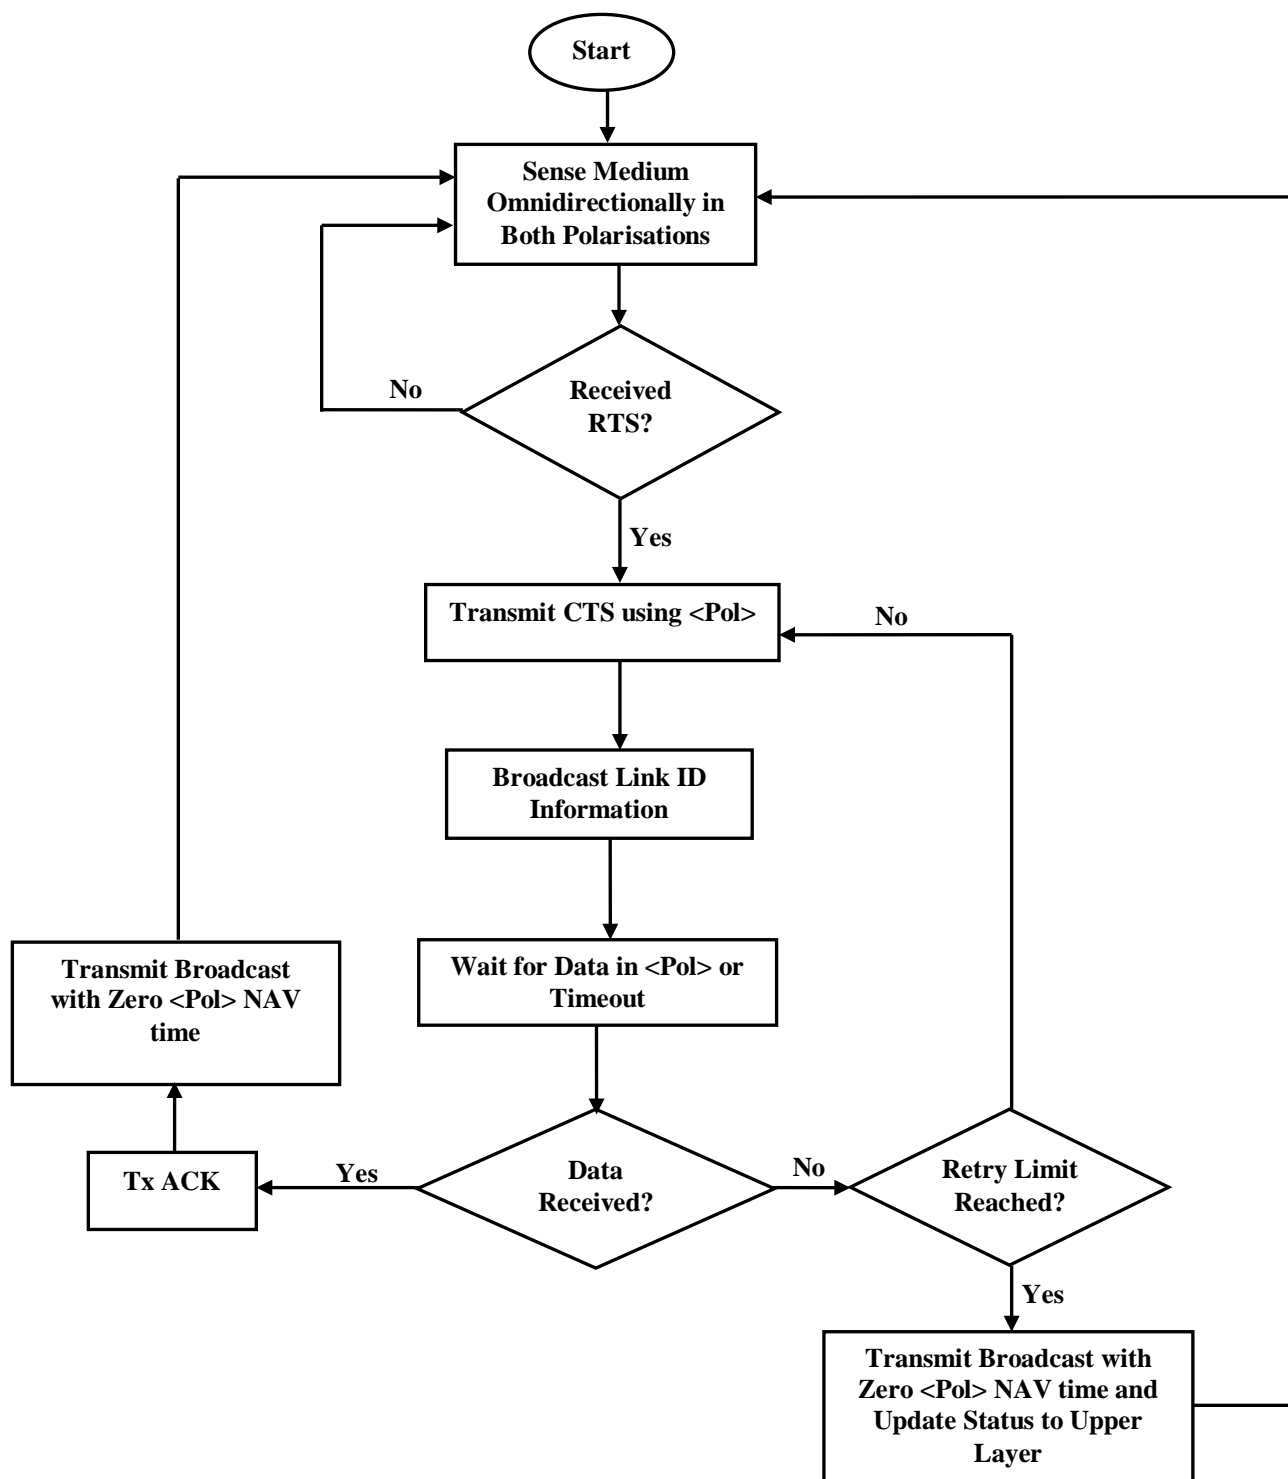 Start
Sense Medium
Omnidirectionally in
Both Polarisations
No
Received
RTS?
Yes
Transmit CTS using <Pol>
No
Broadcast Link ID
Information
Wait for Data in <Pol> or
Timeout
Transmit Broadcast
with Zero <Pol> NAV
time
Tx ACK
Yes
Data
Received?
No
Retry Limit
Reached?
Yes
Transmit Broadcast with
Zero <Pol> NAV time and
Update Status to Upper
Layer